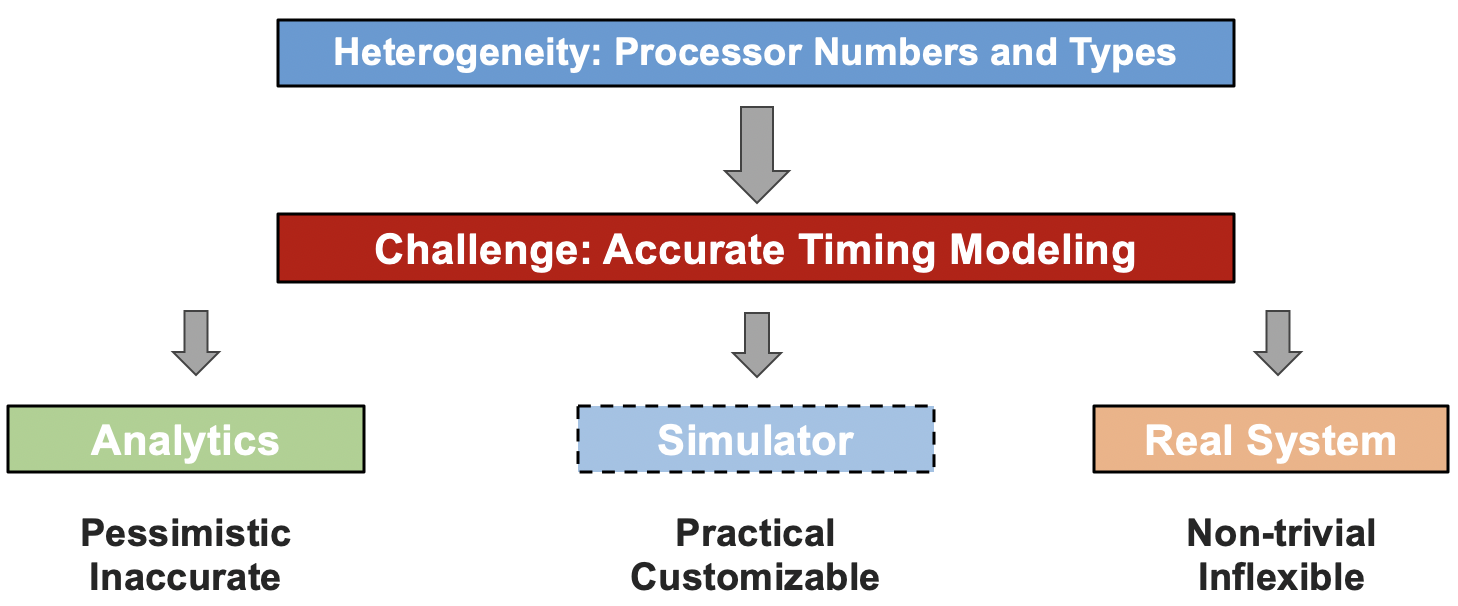 Heterogeneity: Processor Numbers and Types
Challenge: Accurate Timing Modeling
Analytics
Simulator
Real System
Pessimistic
Inaccurate
Practical
Customizable
Non-trivial
Inflexible